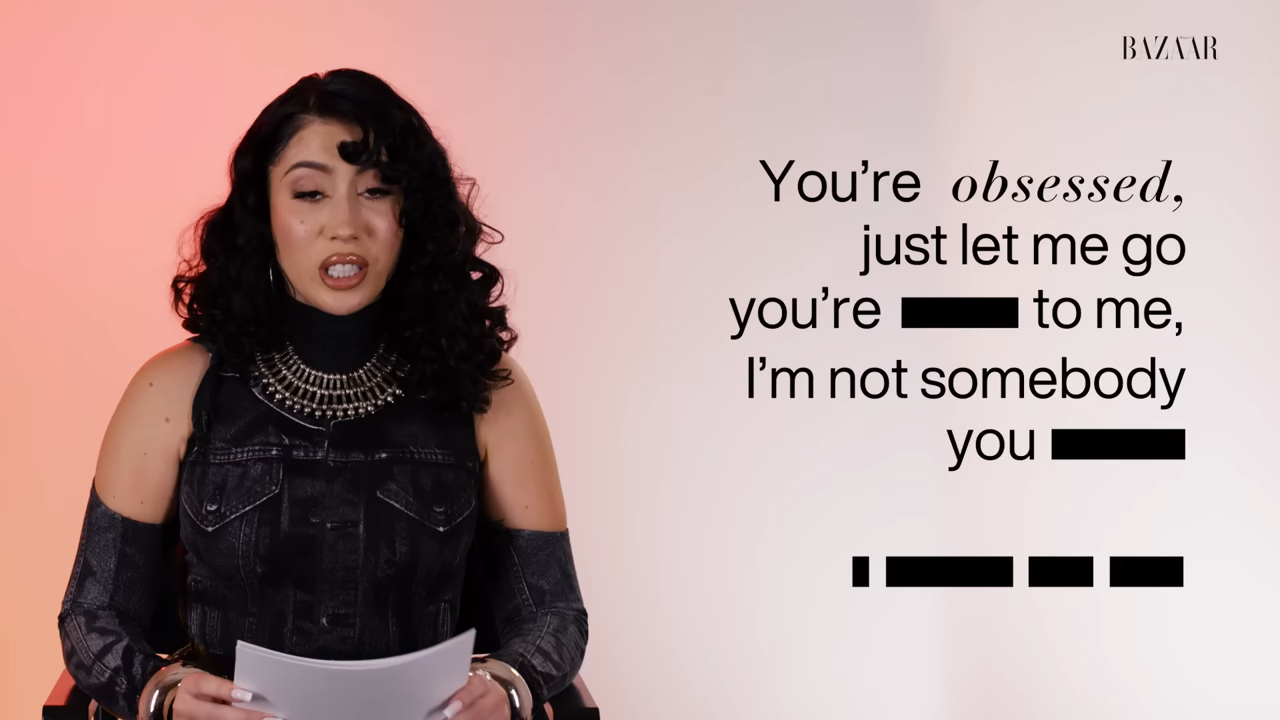 BAZAAR
You're obsessed,
just let me go
you're to me,
I'm not somebody
you